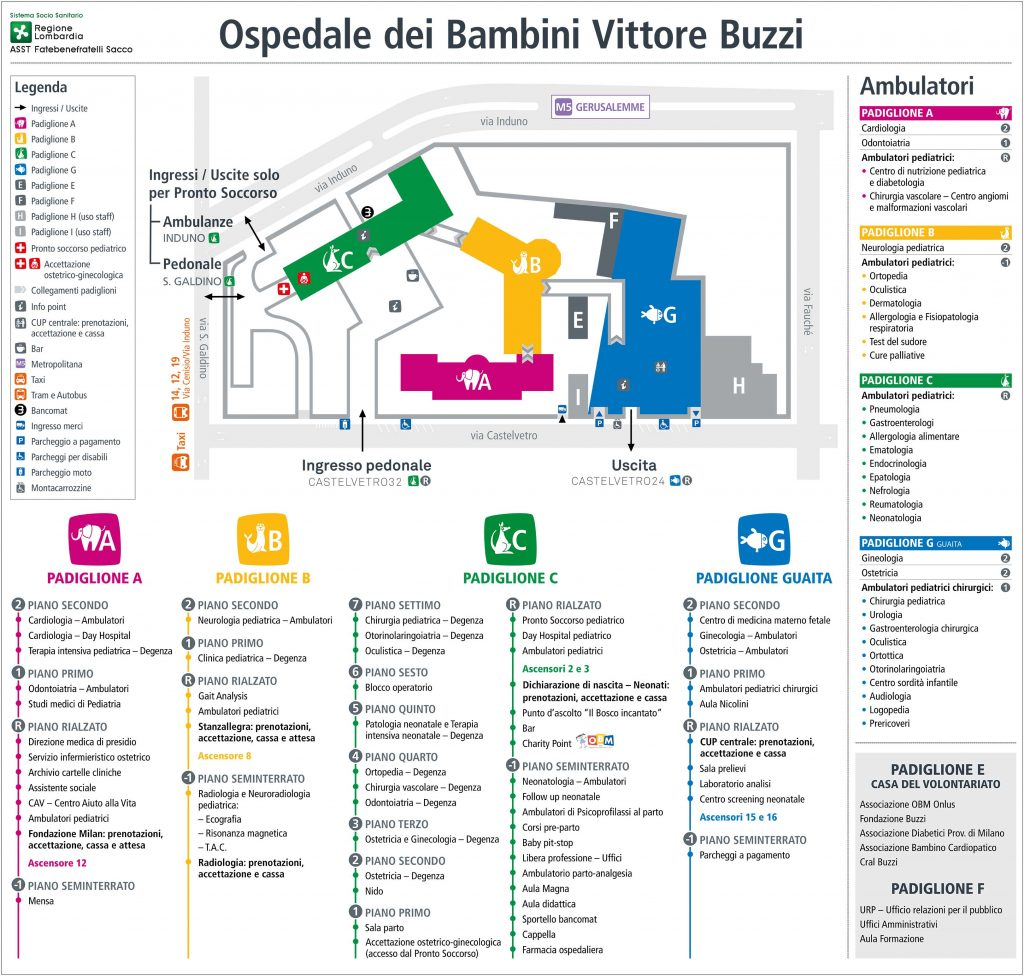 Sistema Socio Sanitario
Regione
Lombardia
ASST Fatebenefratelli Sacco
Ospedale dei Bambini Vittore Buzzi
Legenda
Ingressi / Uscite
Padiglione A
Padiglione B
Padiglione C
Padiglione G
E Padiglione E
F Padiglione F
H Padiglione H (uso staff)
I Padiglione I (uso staff)
Pronto soccorso pediatrico
Accettazione
ostetrico-ginecologica
Collegamenti padiglioni
i Info point
CUP centrale: prenotazioni,
accettazione e cassa
Bar
M5 Metropolitana
Taxi
Tram e Autobus
Bancomat
Ingresso merci
P Parcheggio a pagamento
Parcheggi per disabili
Parcheggio moto
Montacarrozzine
M5 GERUSALEMME
via Induno
via Induno
Ingressi / Uscite solo
per Pronto Soccorso
Ambulanze
INDUNO
Pedonale
S. GALDINO
via S. Galdino
14, 12, 19
Via Cenisio/Via Induno
Taxi
C
B
F
G
E
A
I
H
i
i
i
P
P
via Fauché
via Castelvetro
Ingresso pedonale
CASTELVETRO32 R
Uscita
CASTELVETRO24 R
Ambulatori
PADIGLIONE A
Cardiologia 2
Odontoiatria 1
Ambulatori pediatrici: R
• Centro di nutrizione pediatrica
e diabetologia
• Chirurgia vascolare – Centro angiomi
e malformazioni vascolari
PADIGLIONE B
Neurologia pediatrica 2
Ambulatori pediatrici: -1
• Ortopedia
• Oculistica
• Dermatologia
• Allergologia e Fisiopatologia
respiratoria
• Test del sudore
• Cure palliative
PADIGLIONE C
Ambulatori pediatrici: R
• Pneumologia
• Gastroenterologi
• Allergologia alimentare
• Ematologia
• Endocrinologia
• Epatologia
• Nefrologia
• Reumatologia
• Neonatologia
PADIGLIONE G GUAITA
Gineologia 2
Ostetricia 2
Ambulatori pediatrici chirurgici: 1
• Chirurgia pediatrica
• Urologia
• Gastroenterologia chirurgica
• Oculistica
• Ortottica
• Otorinolaringoiatria
• Centro sordità infantile
• Audiologia
• Logopedia
• Prericoveri
PADIGLIONE E
CASA DEL VOLONTARIATO
Associazione OBM Onlus
Fondazione Buzzi
Associazione Diabetici Prov. di Milano
Associazione Bambino Cardiopatico
Cral Buzzi
PADIGLIONE F
URP – Ufficio relazioni per il pubblico
Uffici Amministrativi
Aula Formazione
A
PADIGLIONE A
2 PIANO SECONDO
Cardiologia – Ambulatori
Cardiologia – Day Hospital
Terapia intensiva pediatrica – Degenza
1 PIANO PRIMO
Odontoiatria – Ambulatori
Studi medici di Pediatria
R PIANO RIALZATO
Direzione medica di presidio
Servizio infermieristico ostetrico
Archivio cartelle cliniche
Assistente sociale
CAV – Centro Aiuto alla Vita
Ambulatori pediatrici
Fondazione Milan: prenotazioni,
accettazione, cassa e attesa
Ascensore 12
-1 PIANO SEMINTERRATO
Mensa
B
PADIGLIONE B
2 PIANO SECONDO
Neurologia pediatrica – Ambulatori
1 PIANO PRIMO
Clinica pediatrica – Degenza
R PIANO RIALZATO
Gait Analysis
Ambulatori pediatrici
Stanzallegra: prenotazioni,
accettazione, cassa e attesa
Ascensore 8
-1 PIANO SEMINTERRATO
Radiologia e Neuroradiologia
pediatrica:
– Ecografia
– Risonanza magnetica
– T.A.C.
Radiologia: prenotazioni,
accettazione e cassa
C
PADIGLIONE C
7 PIANO SETTIMO
Chirurgia pediatrica – Degenza
Otorinolaringoiatria – Degenza
Oculistica – Degenza
6 PIANO SESTO
Blocco operatorio
5 PIANO QUINTO
Patologia neonatale e Terapia
intensiva neonatale – Degenza
4 PIANO QUARTO
Ortopedia – Degenza
Chirurgia vascolare – Degenza
Odontoiatria – Degenza
3 PIANO TERZO
Ostetricia e Ginecologia – Degenza
2 PIANO SECONDO
Ostetricia – Degenza
Nido
1 PIANO PRIMO
Sala parto
Accettazione ostetrico-ginecologica
(accesso dal Pronto Soccorso)
R PIANO RIALZATO
Pronto Soccorso pediatrico
Day Hospital pediatrico
Ambulatori pediatrici
Ascensori 2 e 3
Dichiarazione di nascita – Neonati:
prenotazioni, accettazione e cassa
Punto d'ascolto "Il Bosco incantato"
Bar
Charity Point OBM
-1 PIANO SEMINTERRATO
Neonatologia – Ambulatori
Follow up neonatale
Ambulatori di Psicoprofilassi al parto
Corsi pre-parto
Baby pit-stop
Libera professione – Uffici
Ambulatorio parto-analgesia
Aula Magna
Aula didattica
Sportello bancomat
Cappella
Farmacia ospedaliera
G
PADIGLIONE GUAITA
2 PIANO SECONDO
Centro di medicina materno fetale
Ginecologia – Ambulatori
Ostetricia – Ambulatori
1 PIANO PRIMO
Ambulatori pediatrici chirurgici
Aula Nicolini
R PIANO RIALZATO
CUP centrale: prenotazioni,
accettazione e cassa
Sala prelievi
Laboratorio analisi
Centro screening neonatale
Ascensori 15 e 16
-1 PIANO SEMINTERRATO
Parcheggi a pagamento